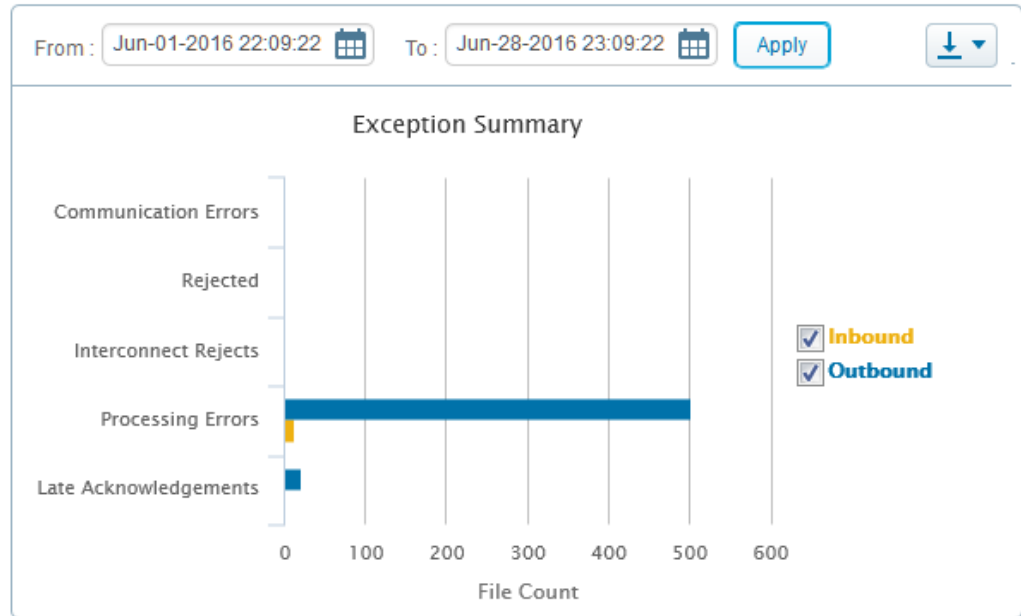 From : Jun-01-2016 22:09:22 To : Jun-28-2016 23:09:22 Apply
Exception Summary
Communication Errors
Rejected
Interconnect Rejects
Processing Errors
Late Acknowledgements
0 100 200 300 400 500 600
File Count
Inbound
Outbound